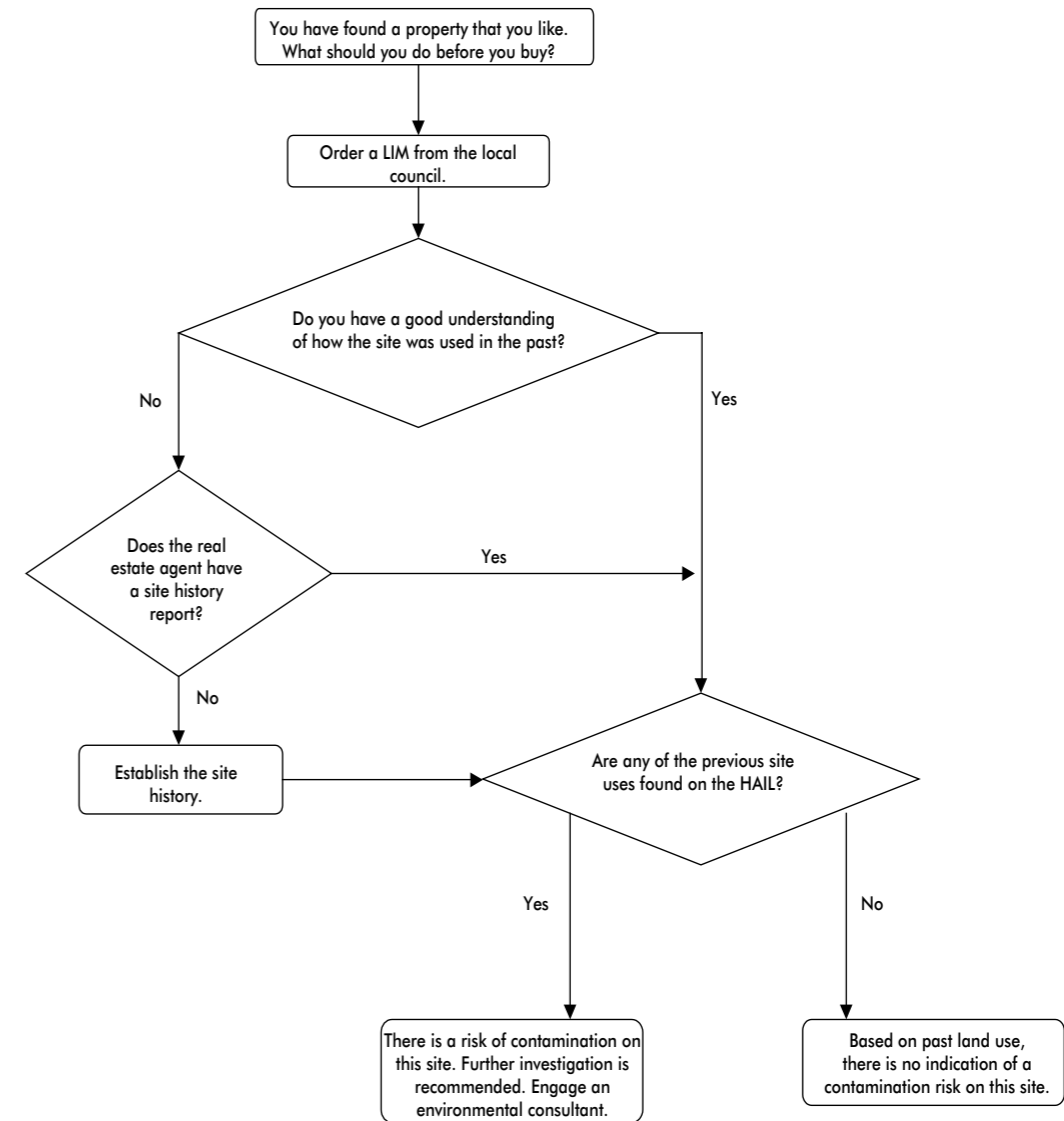 You have found a property that you like.
What should you do before you buy?
Order a LIM from the local
council.
Do you have a good understanding
of how the site was used in the past?
No
Yes
Does the real
estate agent have
a site history
report?
Yes
No
Establish the site
history.
Are any of the previous site
uses found on the HAIL?
Yes
No
There is a risk of contamination on
this site. Further investigation is
recommended. Engage an
environmental consultant.
Based on past land use,
there is no indication of a
contamination risk on this site.